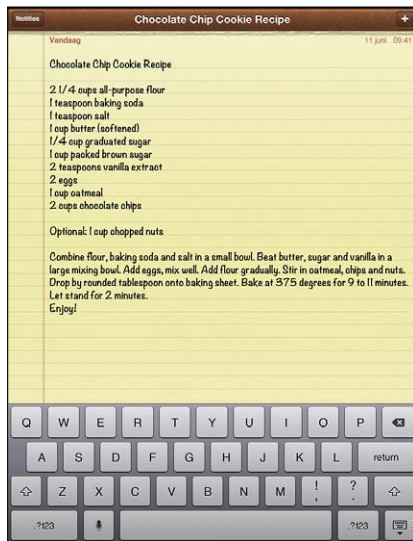 Notities
Chocolate Chip Cookie Recipe
+
Vandaag
11 juni 09:41
Chocolate Chip Cookie Recipe
2 1/4 cups all-purpose flour
1 teaspoon baking soda
1 teaspoon salt
1 cup butter (softened)
1/4 cup graduated sugar
1 cup packed brown sugar
2 teaspoons vanilla extract
2 eggs
1 cup oatmeal
2 cups chocolate chips
Optional: 1 cup chopped nuts
Combine flour, baking soda and salt in a small bowl. Beat butter, sugar and vanilla in a
large mixing bowl. Add eggs, mix well. Add flour gradually. Stir in oatmeal, chips and nuts.
Drop by rounded tablespoon onto baking sheet. Bake at 375 degrees for 9 to 11 minutes.
Let stand for 2 minutes.
Enjoy!
Q W E R T Y U I O P
A S D F G H J K L return
Z X C V B N M ! , ? .
.?123 .?123